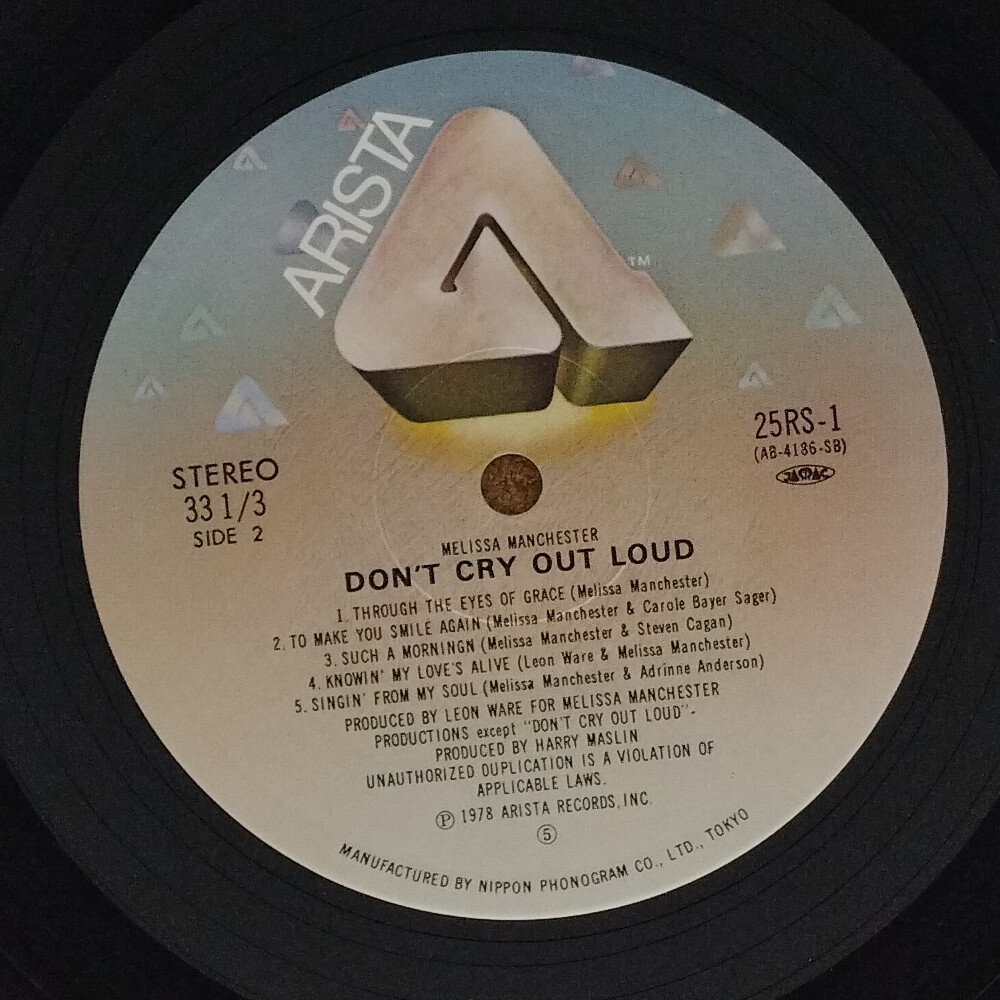 ARISTA
TM
25RS-1
(AB-4186-SB)
JASRAC
STEREO
33 1/3
SIDE 2
MELISSA MANCHESTER
DON'T CRY OUT LOUD
1. THROUGH THE EYES OF GRACE (Melissa Manchester)
2. TO MAKE YOU SMILE AGAIN (Melissa Manchester & Carole Bayer Sager)
3. SUCH A MORNINGN (Melissa Manchester & Steven Cagan)
4. KNOWIN' MY LOVE'S ALIVE (Leon Ware & Melissa Manchester)
5. SINGIN' FROM MY SOUL (Melissa Manchester & Adrinne Anderson)
PRODUCED BY LEON WARE FOR MELISSA MANCHESTER
PRODUCTIONS except "DON'T CRY OUT LOUD"-
PRODUCED BY HARRY MASLIN
UNAUTHORIZED DUPLICATION IS A VIOLATION OF
APPLICABLE LAWS.
Ⓟ 1978 ARISTA RECORDS, INC.
⑤
MANUFACTURED BY NIPPON PHONOGRAM CO., LTD., TOKYO